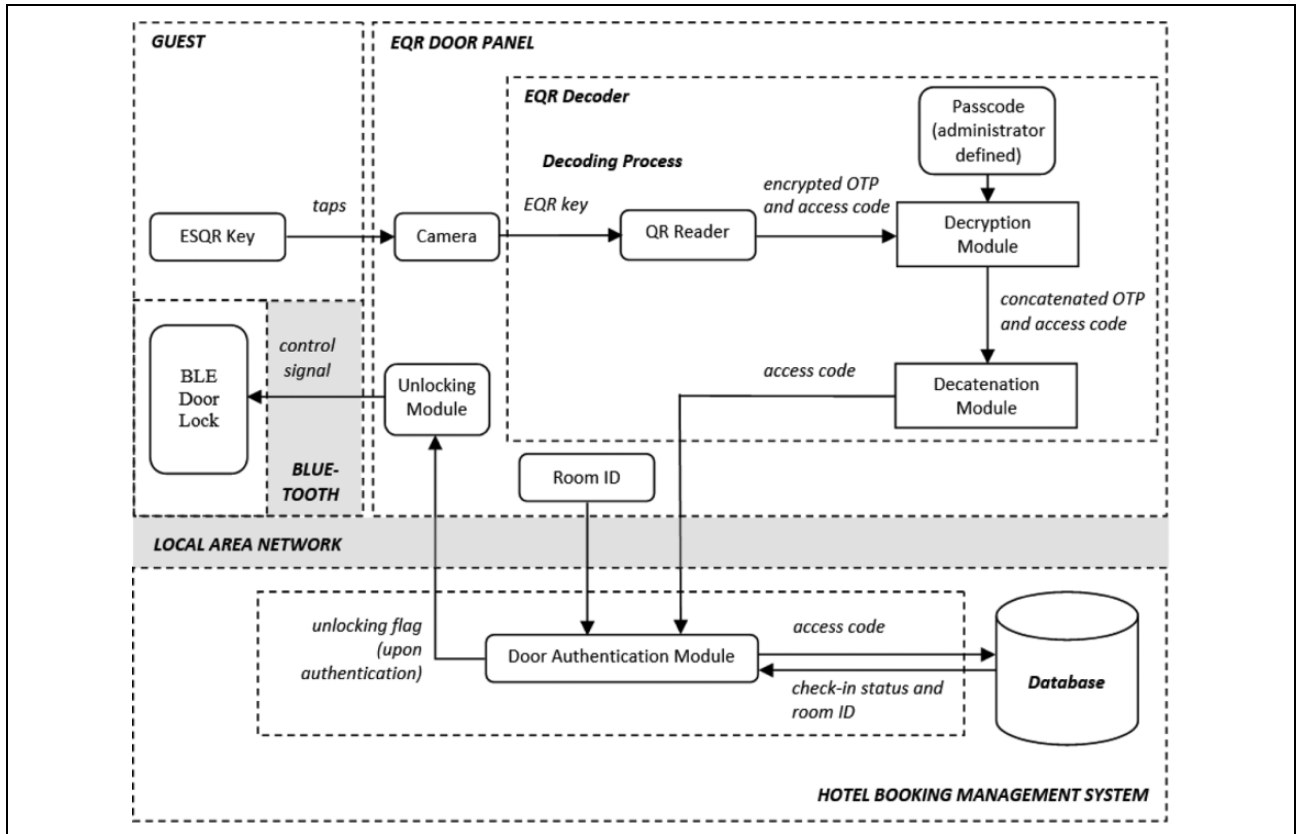 GUEST
EQR DOOR PANEL
EQR Decoder
Passcode
(administrator
defined)
Decoding Process
taps
EQR key
encrypted OTP
and access code
ESQR Key
Camera
QR Reader
Decryption
Module
concatenated OTP
and access code
control
signal
BLE
Door
Lock
Unlocking
Module
access code
Decatenation
Module
BLUE-
TOOTH
Room ID
LOCAL AREA NETWORK
unlocking flag
(upon
authentication)
Door Authentication Module
access code
check-in status and
room ID
Database
HOTEL BOOKING MANAGEMENT SYSTEM